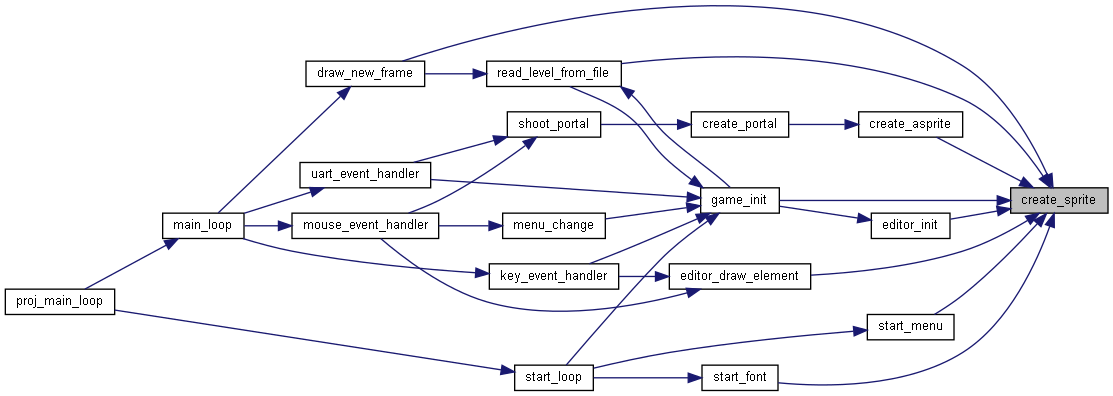 draw_new_frame
read_level_from_file
shoot_portal
create_portal
create_asprite
uart_event_handler
game_init
create_sprite
main_loop
mouse_event_handler
menu_change
editor_init
key_event_handler
editor_draw_element
proj_main_loop
start_menu
start_loop
start_font